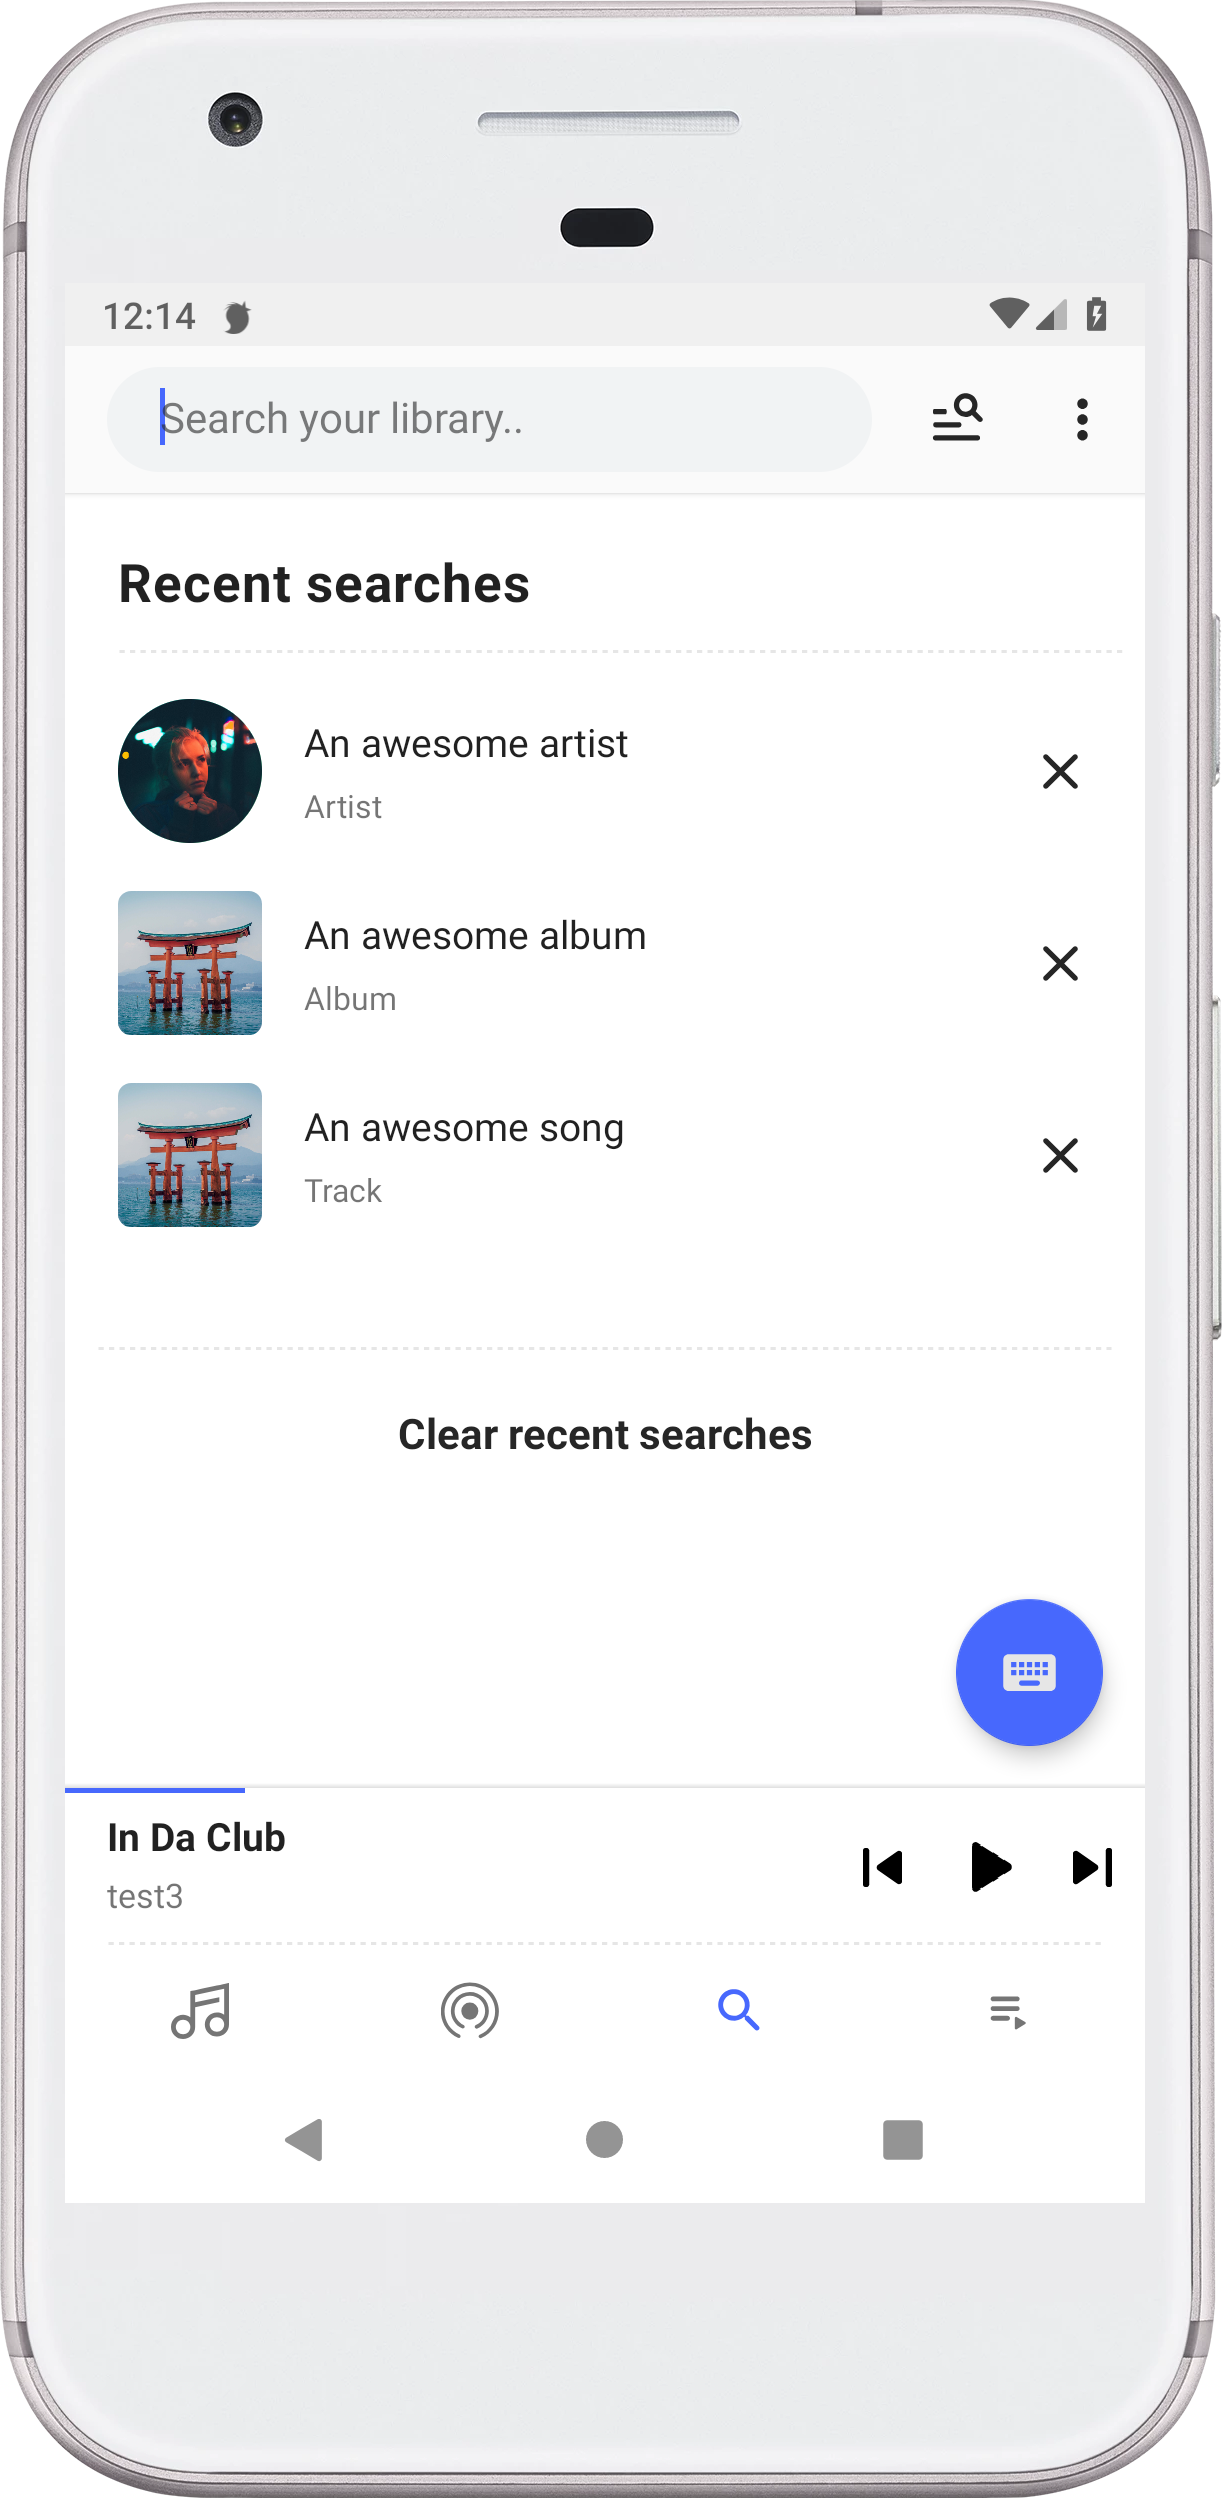 12:14
Search your library..
Recent searches
An awesome artist
Artist
An awesome album
Album
An awesome song
Track
Clear recent searches
In Da Club
test3